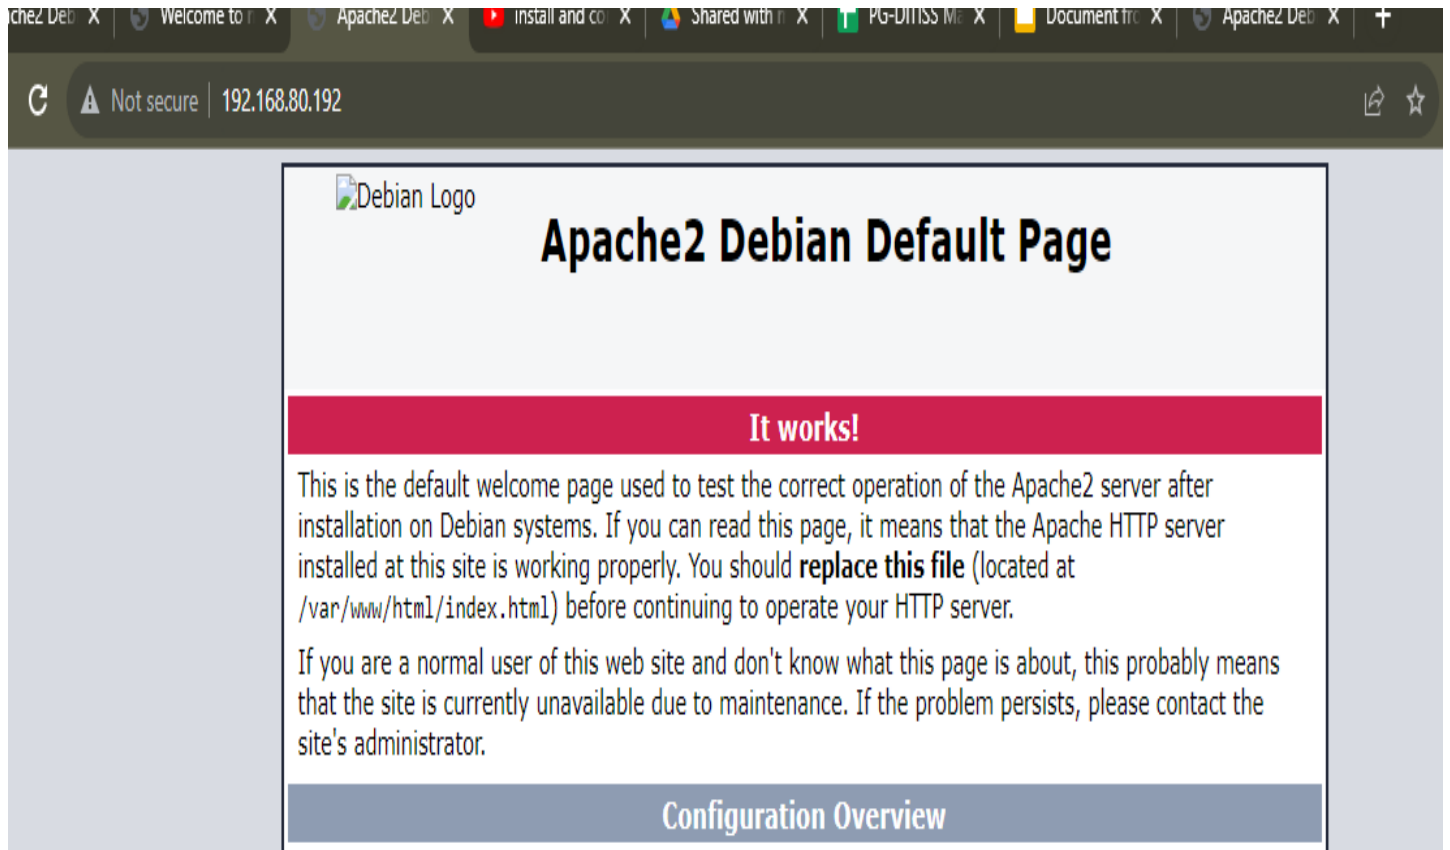 che2 Deb X Welcome to n X Apache2 Deb X install and co X Shared with n X PG-DITISS Ma X Document fro X Apache2 Deb X +
Not secure 192.168.80.192
Debian Logo
Apache2 Debian Default Page
It works!
This is the default welcome page used to test the correct operation of the Apache2 server after
installation on Debian systems. If you can read this page, it means that the Apache HTTP server
installed at this site is working properly. You should replace this file (located at
/var/www/html/index.html) before continuing to operate your HTTP server.
If you are a normal user of this web site and don't know what this page is about, this probably means
that the site is currently unavailable due to maintenance. If the problem persists, please contact the
site's administrator.
Configuration Overview